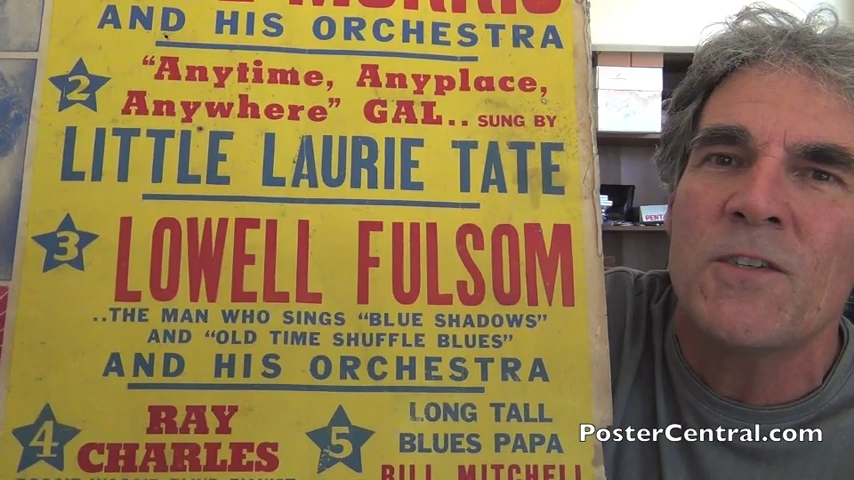 AND HIS ORCHESTRA
2
"Anytime, Anyplace,
Anywhere" GAL.. SUNG BY
LITTLE LAURIE TATE
3
LOWELL FULSOM
..THE MAN WHO SINGS "BLUE SHADOWS"
AND "OLD TIME SHUFFLE BLUES"
AND HIS ORCHESTRA
4 RAY
CHARLES
5 LONG TALL
BLUES PAPA
BILL MITCHELL
PosterCentral.com